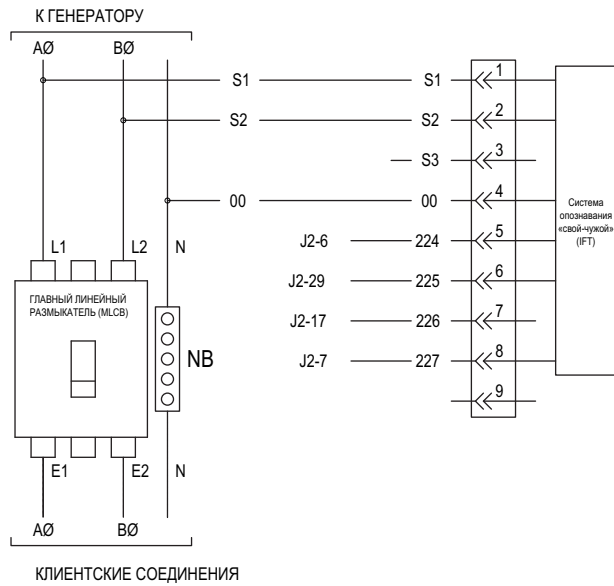 К ГЕНЕРАТОРУ
AØ BØ
S1 S1 1
S2 S2 2
S3 3
00 00 4
Система
опознавания
«свой-чужой»
(IFT)
L1 L2 N J2-6 224 5
J2-29 225 6
ГЛАВНЫЙ ЛИНЕЙНЫЙ
РАЗМЫКАТЕЛЬ (MLCB)
J2-17 226 7
NB J2-7 227 8
9
E1 E2 N
AØ BØ
КЛИЕНТСКИЕ СОЕДИНЕНИЯ